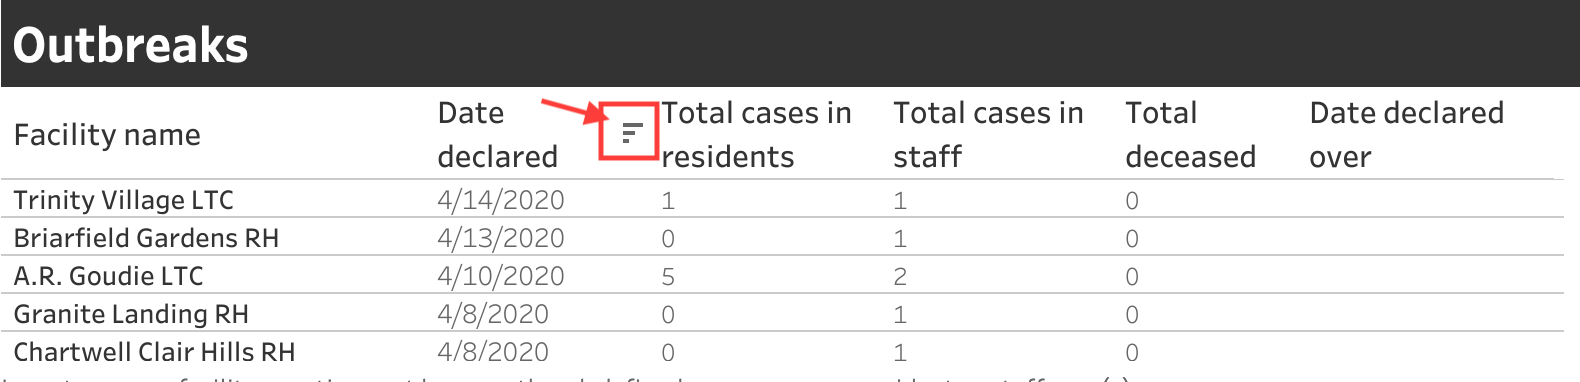 Outbreaks
Facility name
Date declared
Total cases in residents
Total cases in staff
Total deceased
Date declared over
Trinity Village LTC 4/14/2020 1 1 0
Briarfield Gardens RH 4/13/2020 0 1 0
A.R. Goudie LTC 4/10/2020 5 2 0
Granite Landing RH 4/8/2020 0 1 0
Chartwell Clair Hills RH 4/8/2020 0 1 0